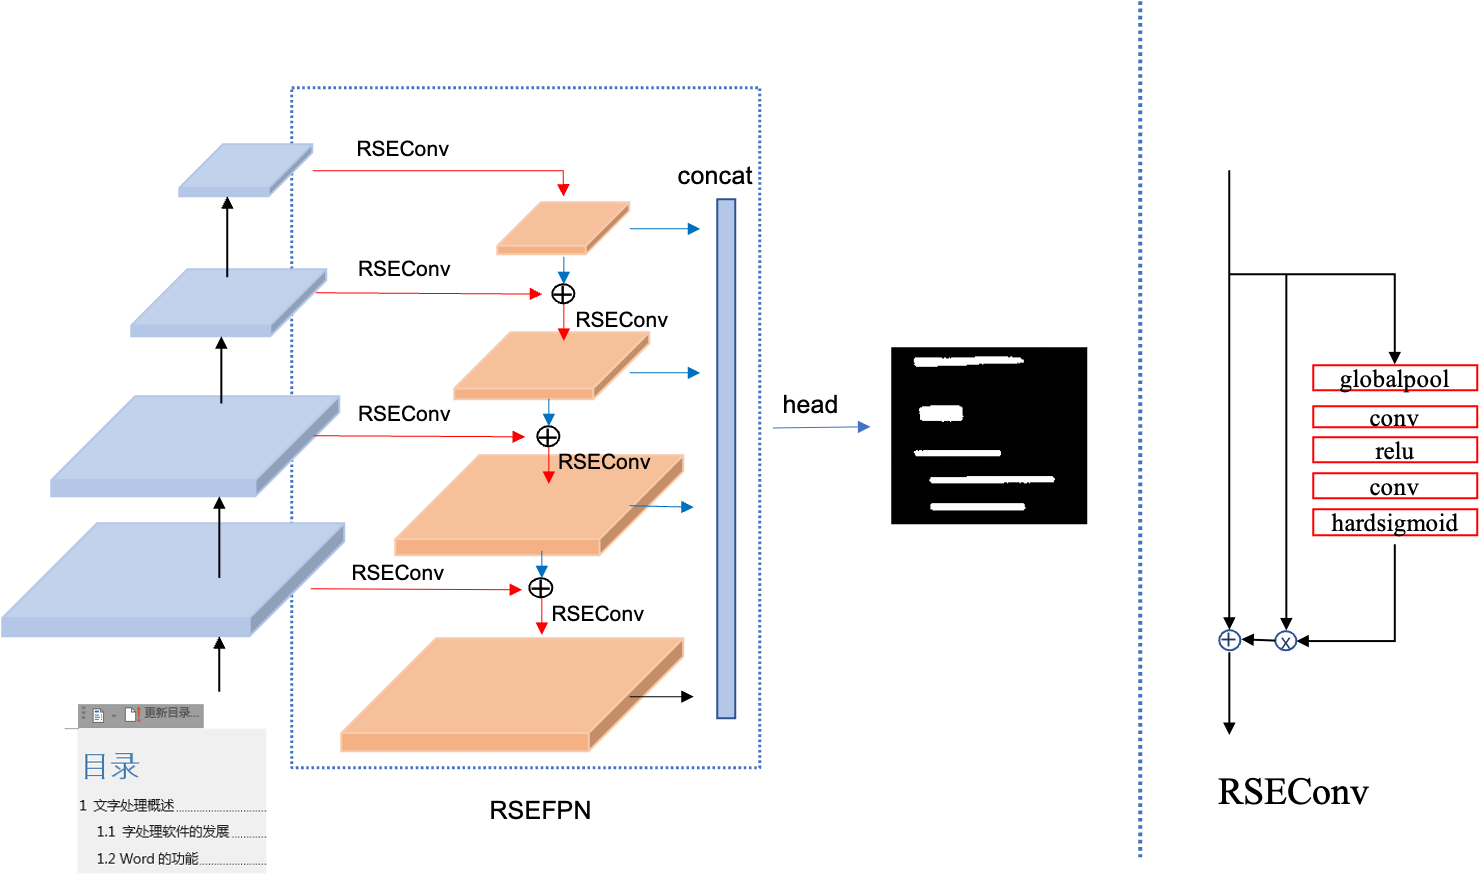 RSEConv
concat
RSEConv
RSEConv
RSEConv
RSEConv
RSEConv
RSEConv
head
RSEFPN
更新目录...
目录
1 文字处理概述
1.1 字处理软件的发展
1.2 Word 的功能
globalpool
conv
relu
conv
hardsigmoid
x
RSEConv